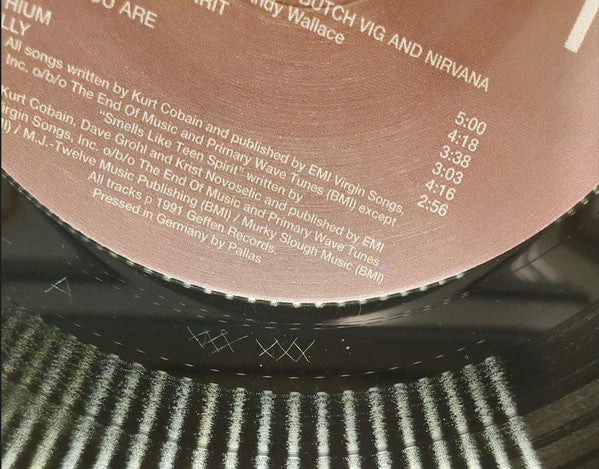 BUTCH VIG AND NIRVANA
ndy Wallace
RIT
OU ARE
HIUM
LLY
5:00
4:18
3:38
3:03
4:16
2:56
All songs written by Kurt Cobain and published by EMI Virgin Songs,
Inc. o/b/o The End Of Music and Primary Wave Tunes (BMI) except
"Smells Like Teen Spirit" written by
Kurt Cobain, Dave Grohl and Krist Novoselic and published by EMI
irgin Songs, Inc. o/b/o The End Of Music and Primary Wave Tunes
I) / M.J.-Twelve Music Publishing (BMI) / Murky Slough Music (BMI)
All tracks p 1991 Geffen Records.
Pressed in Germany by Pallas
A
XXX XXX